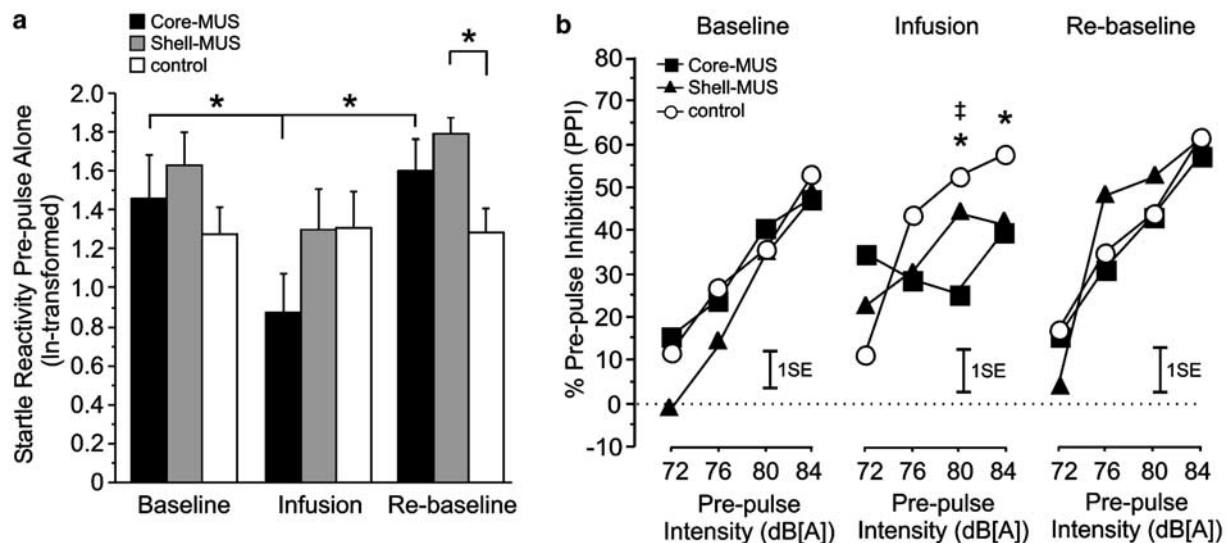 a
Core-MUS
Shell-MUS
control
Startle Reactivity Pre-pulse Alone
(ln-transformed)
2.0
1.8
1.6
1.4
1.2
1.0
0.8
0.6
0.4
0.2
0
*
*
*
Baseline
Infusion
Re-baseline
b
Baseline
Infusion
Re-baseline
Core-MUS
Shell-MUS
control
% Pre-pulse Inhibition (PPI)
80
70
60
50
40
30
20
10
0
-10
‡
*
*
1SE
1SE
1SE
72 76 80 84
72 76 80 84
72 76 80 84
Pre-pulse
Intensity (dB[A])
Pre-pulse
Intensity (dB[A])
Pre-pulse
Intensity (dB[A])